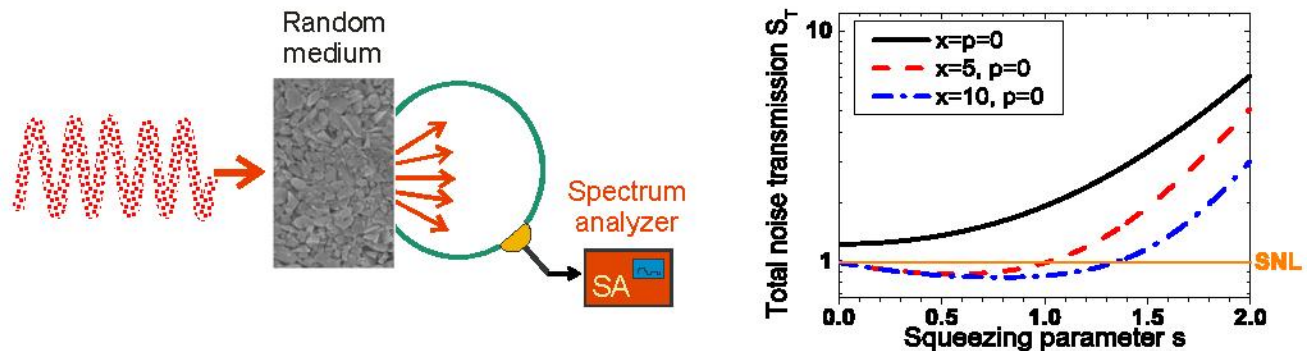 Random
medium
Spectrum
analyzer
SA
Total noise transmission S_T
10
1
x=p=0
x=5, p=0
x=10, p=0
SNL
0.0 0.5 1.0 1.5 2.0
Squeezing parameter s